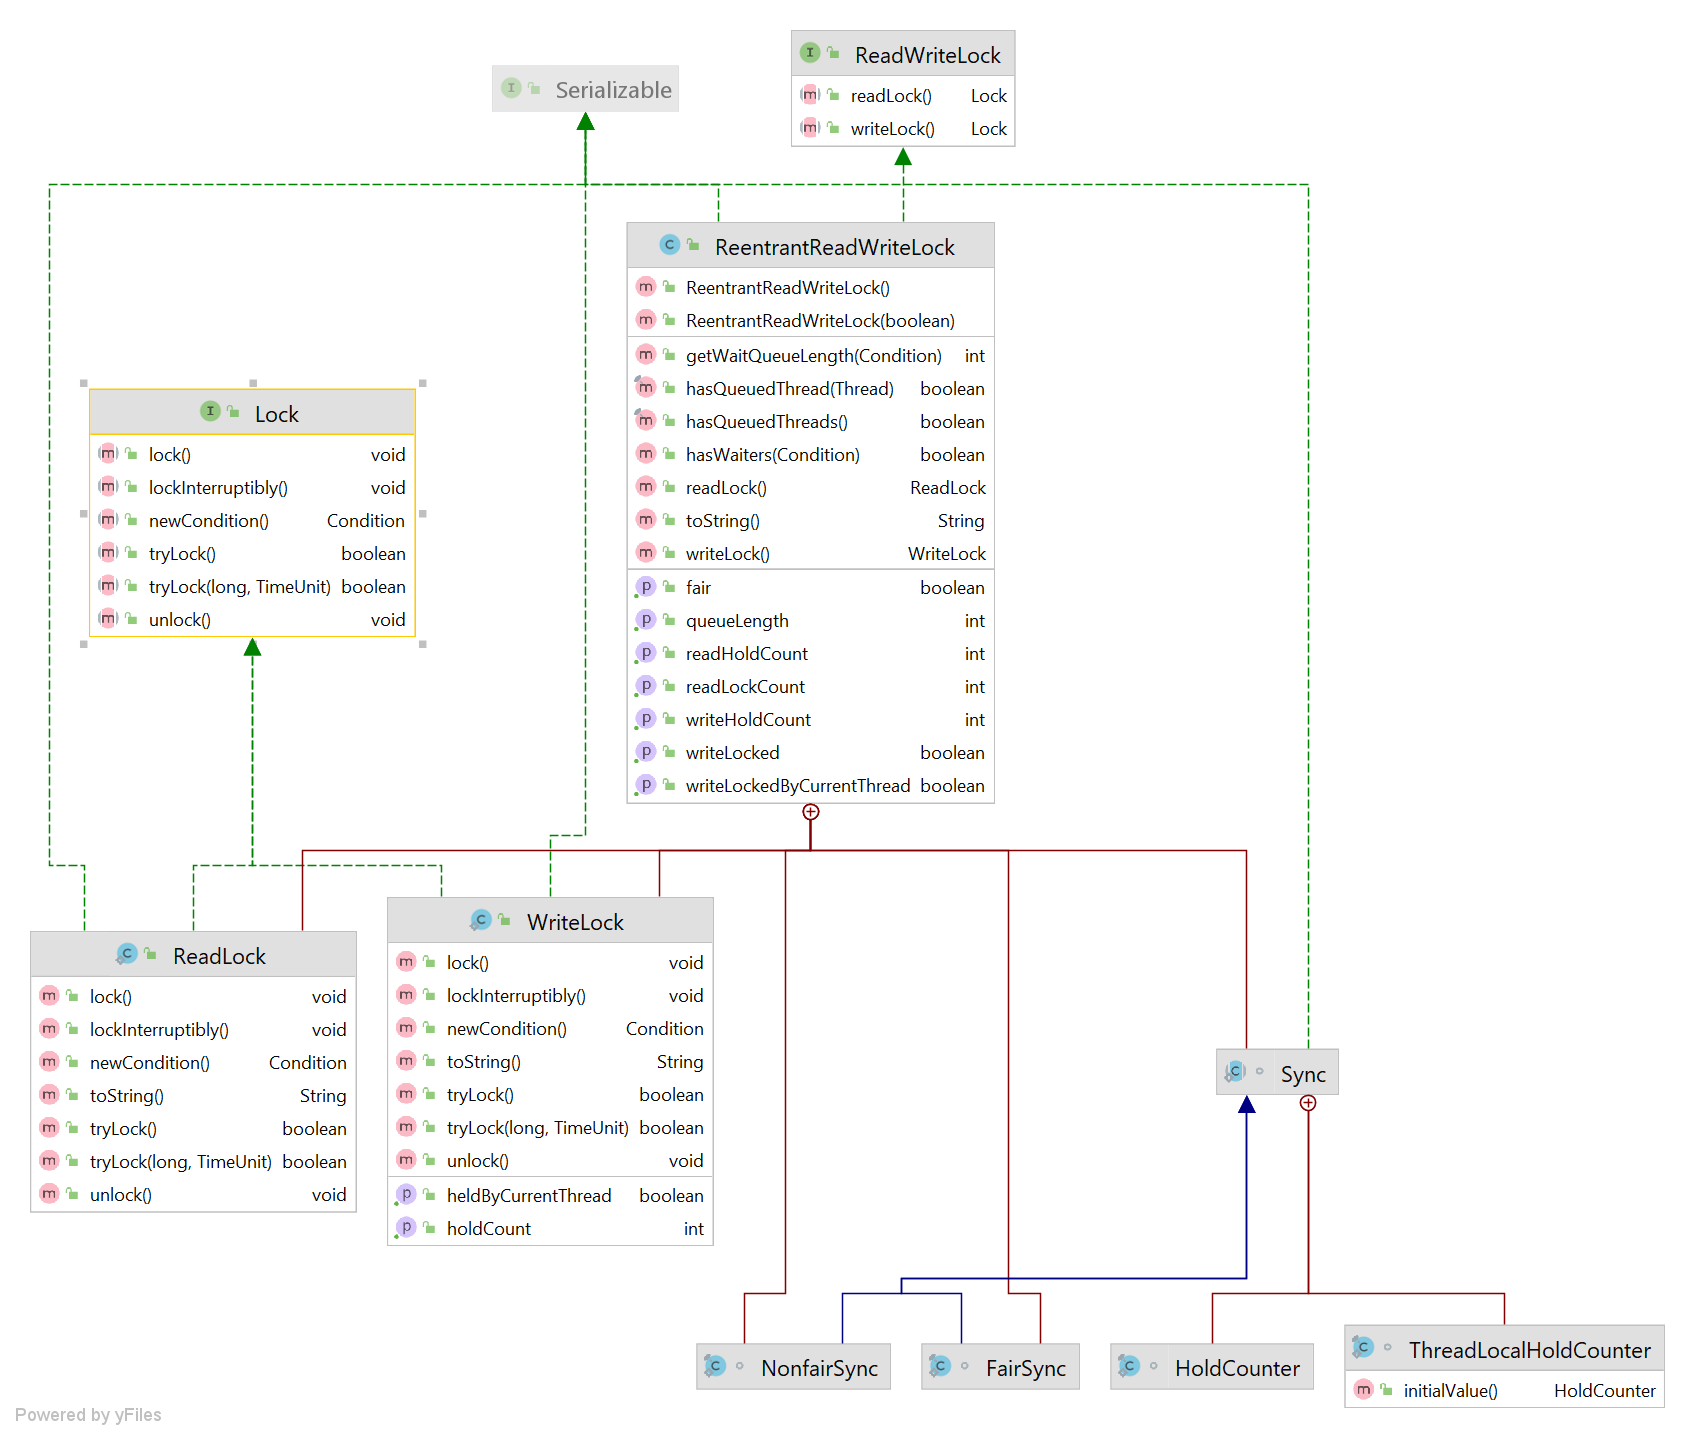 Serializable
ReadWriteLock
readLock() Lock
writeLock() Lock
ReentrantReadWriteLock
ReentrantReadWriteLock()
ReentrantReadWriteLock(boolean)
getWaitQueueLength(Condition) int
hasQueuedThread(Thread) boolean
hasQueuedThreads() boolean
hasWaiters(Condition) boolean
readLock() ReadLock
toString() String
writeLock() WriteLock
fair boolean
queueLength int
readHoldCount int
readLockCount int
writeHoldCount int
writeLocked boolean
writeLockedByCurrentThread boolean
Lock
lock() void
lockInterruptibly() void
newCondition() Condition
tryLock() boolean
tryLock(long, TimeUnit) boolean
unlock() void
ReadLock
lock() void
lockInterruptibly() void
newCondition() Condition
toString() String
tryLock() boolean
tryLock(long, TimeUnit) boolean
unlock() void
WriteLock
lock() void
lockInterruptibly() void
newCondition() Condition
toString() String
tryLock() boolean
tryLock(long, TimeUnit) boolean
unlock() void
heldByCurrentThread boolean
holdCount int
Sync
NonfairSync
FairSync
HoldCounter
ThreadLocalHoldCounter
initialValue() HoldCounter
Powered by yFiles